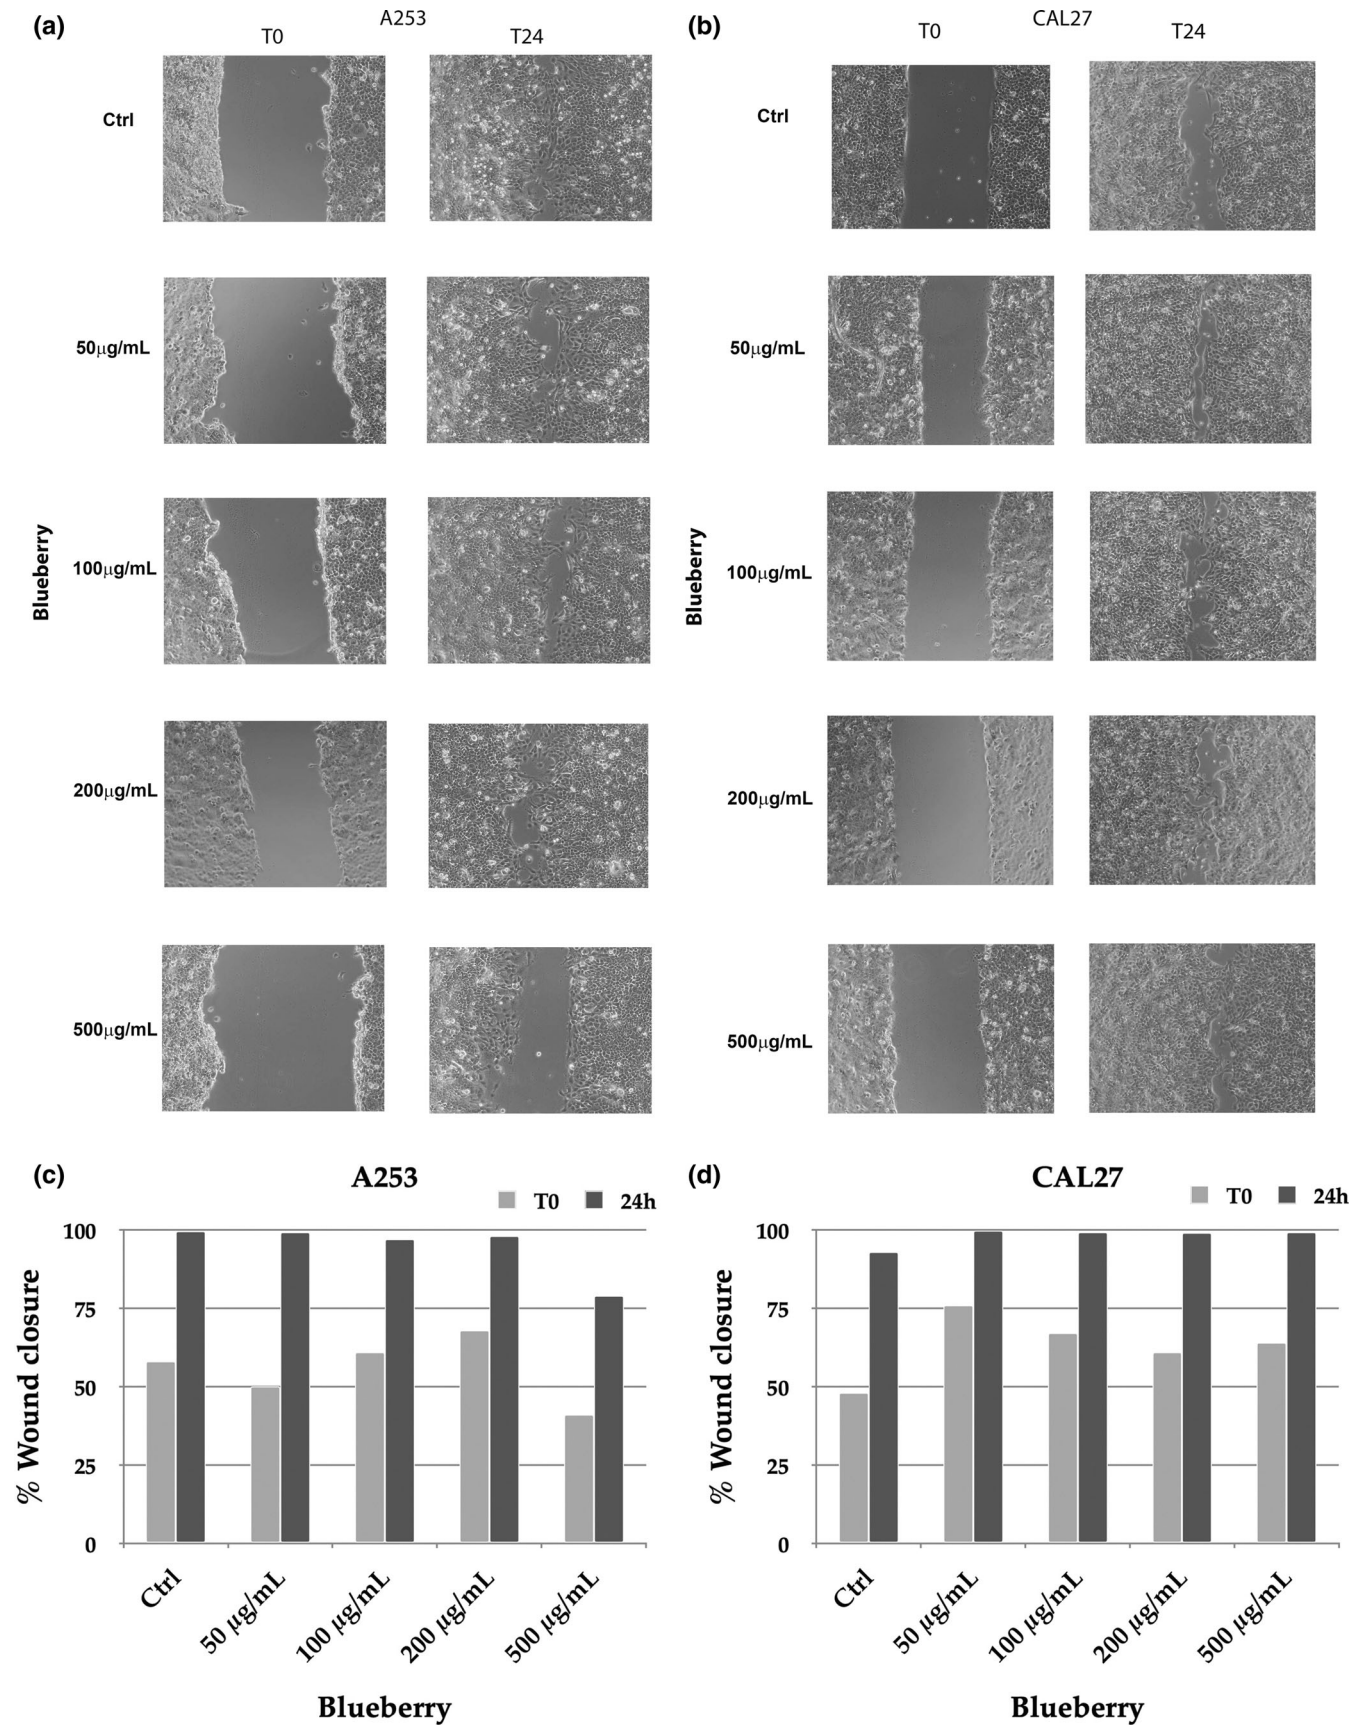 (a)
A253
T0
T24
Ctrl
50μg/mL
100μg/mL
200μg/mL
500μg/mL
Blueberry
(b)
CAL27
T0
T24
Ctrl
50μg/mL
100μg/mL
200μg/mL
500μg/mL
Blueberry
(c)
A253
T0 24h
% Wound closure
100
75
50
25
0
Ctrl
50 μg/mL
100 μg/mL
200 μg/mL
500 μg/mL
Blueberry
(d)
CAL27
T0 24h
% Wound closure
100
75
50
25
0
Ctrl
50 μg/mL
100 μg/mL
200 μg/mL
500 μg/mL
Blueberry